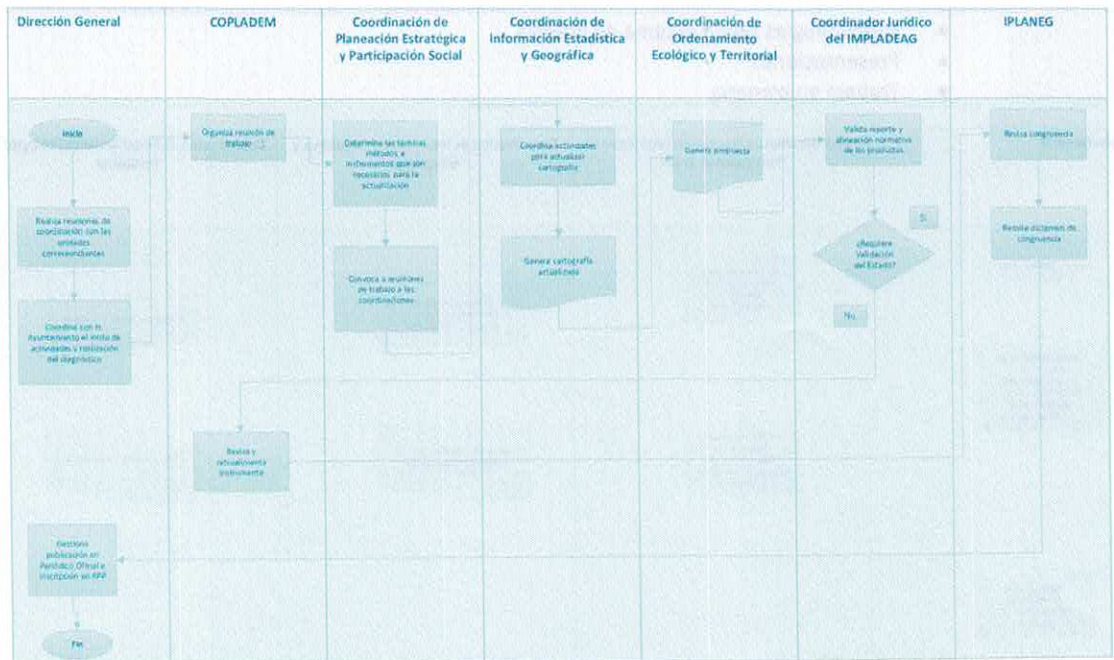 Dirección General
COPLADEM
Coordinación de
Planeación Estratégica
y Participación Social
Coordinación de
Información Estadística
y Geográfica
Coordinación de
Ordenamiento
Ecológico y Territorial
Coordinador Jurídico
del IMPLADEAG
IPLANEG
Inicio
Realiza reuniones de
coordinación con las
unidades
correspondientes
Coordina con el
Ayuntamiento el inicio de
actividades y realización
del diagnóstico
Organiza reunión de
trabajo
Determina las técnicas
métodos, e
instrumentos que son
necesarios para la
actualización
Convoca a reuniones
de trabajo a las
coordinaciones
Coordina actividades
para actualizar
cartografía
Genera cartografía
actualizada
Genera propuesta
Valida reporte y
alineación normativa
de los productos
Si
¿Requiere
Validación
del Estado?
No
Revisa congruencia
Remite dictamen de
congruencia
Revisa y
retroalimenta
instrumento
Gestiona
publicación en
Periódico Oficial e
inscripción en RPP
Fin